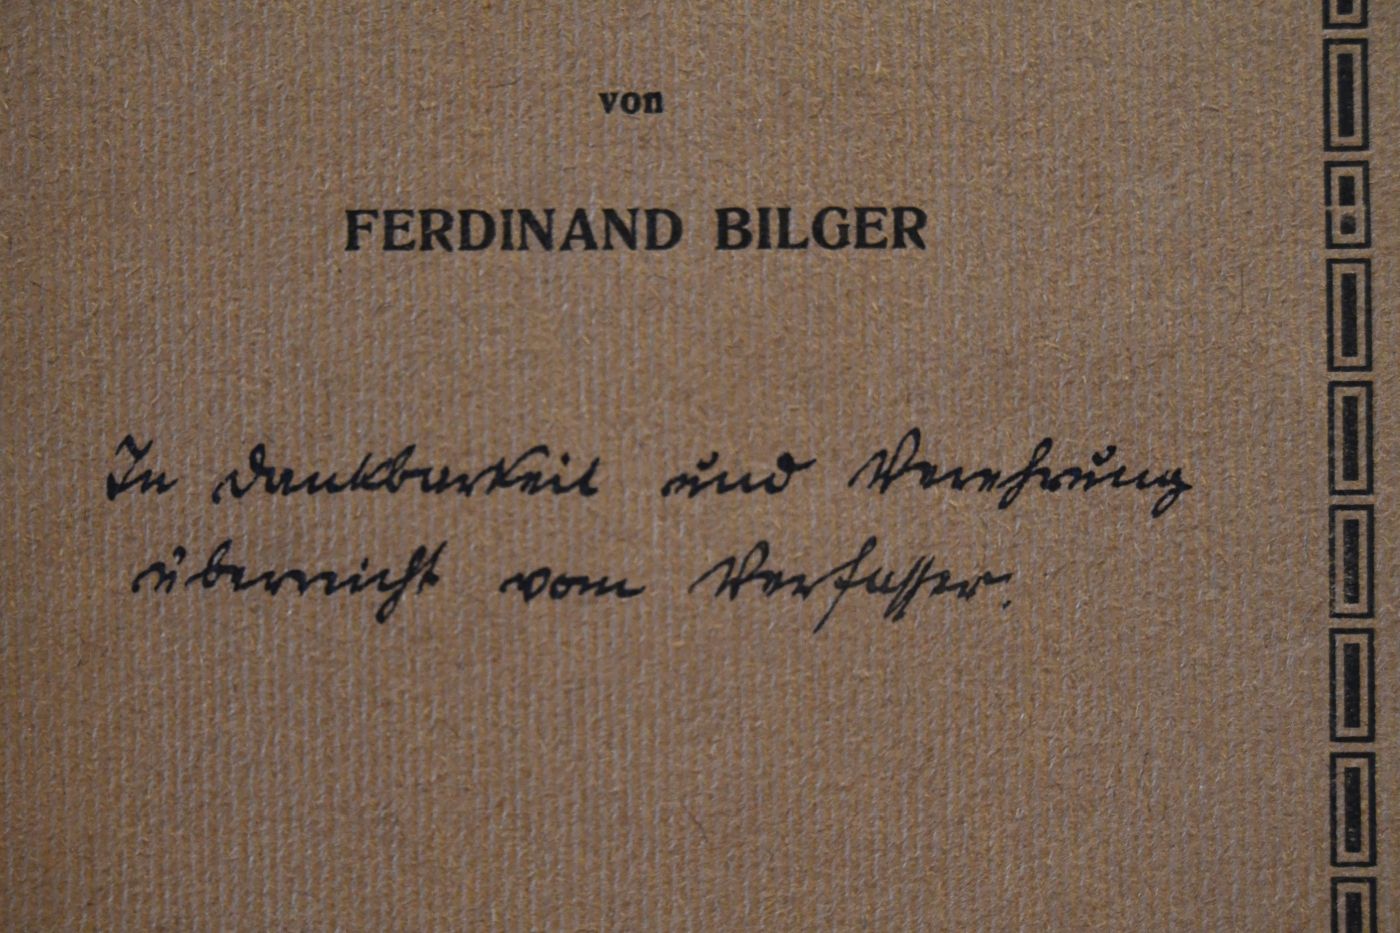 von
FERDINAND BILGER
In Dankbarkeit und Verehrung
überreicht vom Verfasser.